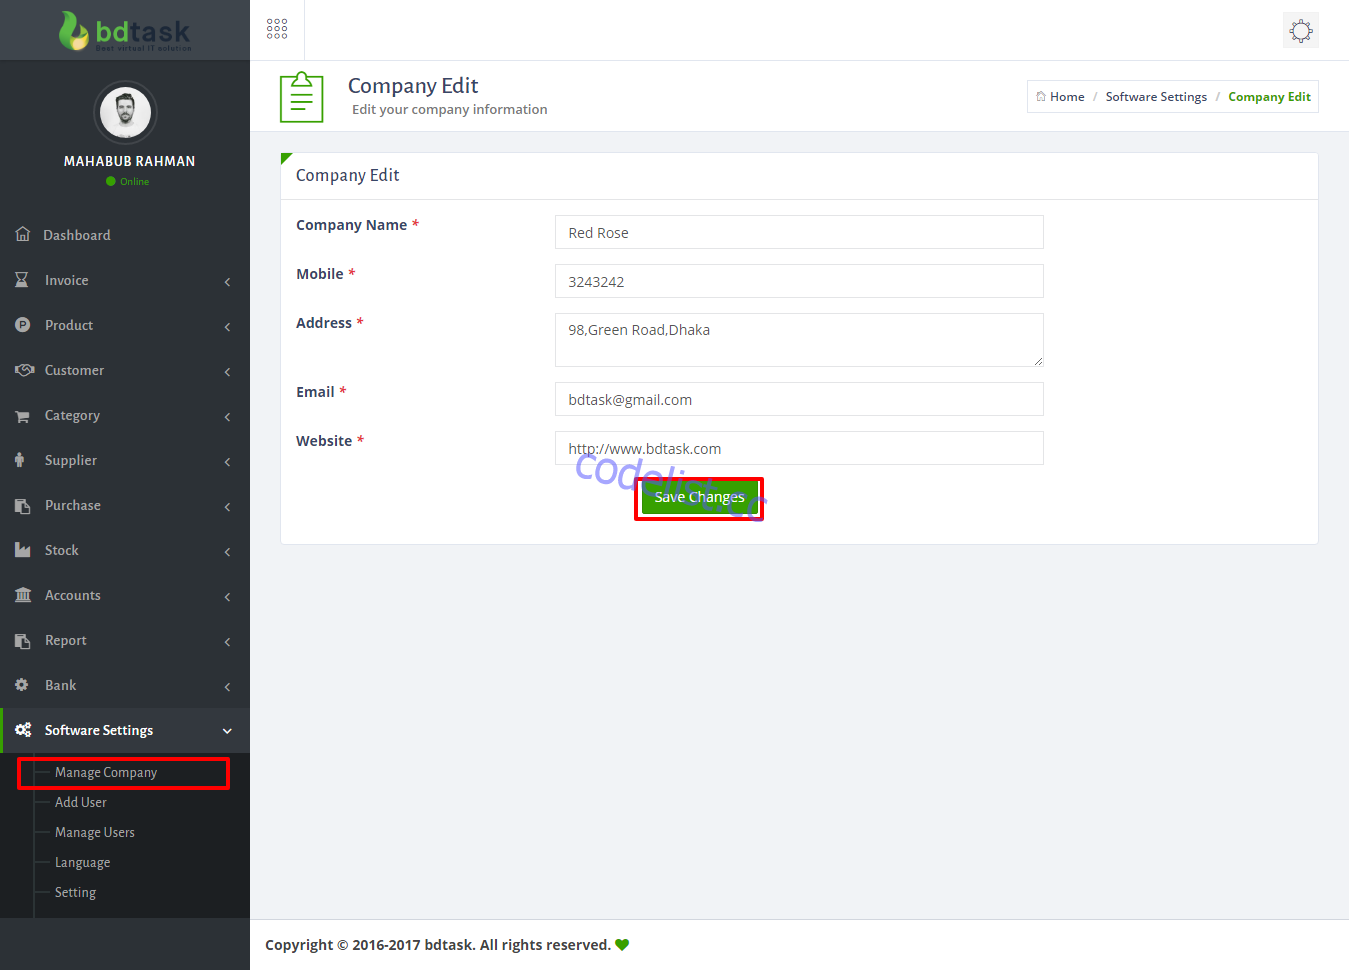 bdtask
Best virtual IT solution
MAHABUB RAHMAN
Online
Dashboard
Invoice
Product
Customer
Category
Supplier
Purchase
Stock
Accounts
Report
Bank
Software Settings
Manage Company
Add User
Manage Users
Language
Setting
Company Edit
Edit your company information
Home / Software Settings / Company Edit
Company Edit
Company Name *
Red Rose
Mobile *
3243242
Address *
98,Green Road,Dhaka
Email *
bdtask@gmail.com
Website *
http://www.bdtask.com
codelist.cc
Save Changes
Copyright © 2016-2017 bdtask. All rights reserved.